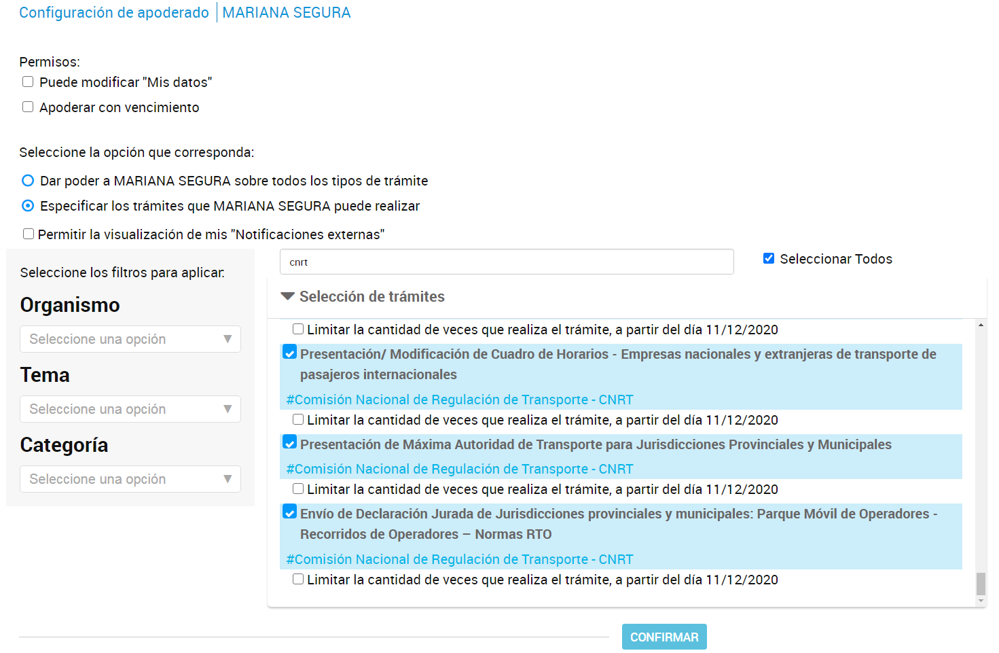 Configuración de apoderado | MARIANA SEGURA
Permisos:
Puede modificar "Mis datos"
Apoderar con vencimiento
Seleccione la opción que corresponda:
Dar poder a MARIANA SEGURA sobre todos los tipos de trámite
Especificar los trámites que MARIANA SEGURA puede realizar
Permitir la visualización de mis "Notificaciones externas"
Seleccione los filtros para aplicar:
Organismo
Seleccione una opción
Tema
Seleccione una opción
Categoría
Seleccione una opción
cnrt
Seleccionar Todos
Selección de trámites
Limitar la cantidad de veces que realiza el trámite, a partir del día 11/12/2020
Presentación/ Modificación de Cuadro de Horarios - Empresas nacionales y extranjeras de transporte de
pasajeros internacionales
#Comisión Nacional de Regulación de Transporte - CNRT
Limitar la cantidad de veces que realiza el trámite, a partir del día 11/12/2020
Presentación de Máxima Autoridad de Transporte para Jurisdicciones Provinciales y Municipales
#Comisión Nacional de Regulación de Transporte - CNRT
Limitar la cantidad de veces que realiza el trámite, a partir del día 11/12/2020
Envío de Declaración Jurada de Jurisdicciones provinciales y municipales: Parque Móvil de Operadores -
Recorridos de Operadores – Normas RTO
#Comisión Nacional de Regulación de Transporte - CNRT
Limitar la cantidad de veces que realiza el trámite, a partir del día 11/12/2020
CONFIRMAR